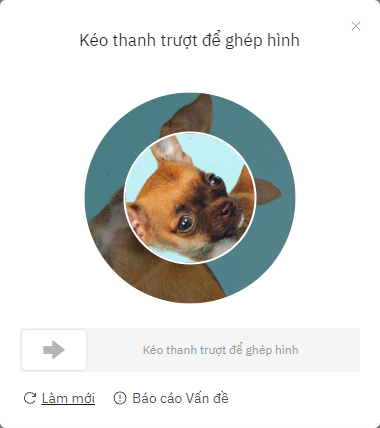 Kéo thanh trượt để ghép hình
Kéo thanh trượt để ghép hình
Làm mới
Báo cáo Vấn đề